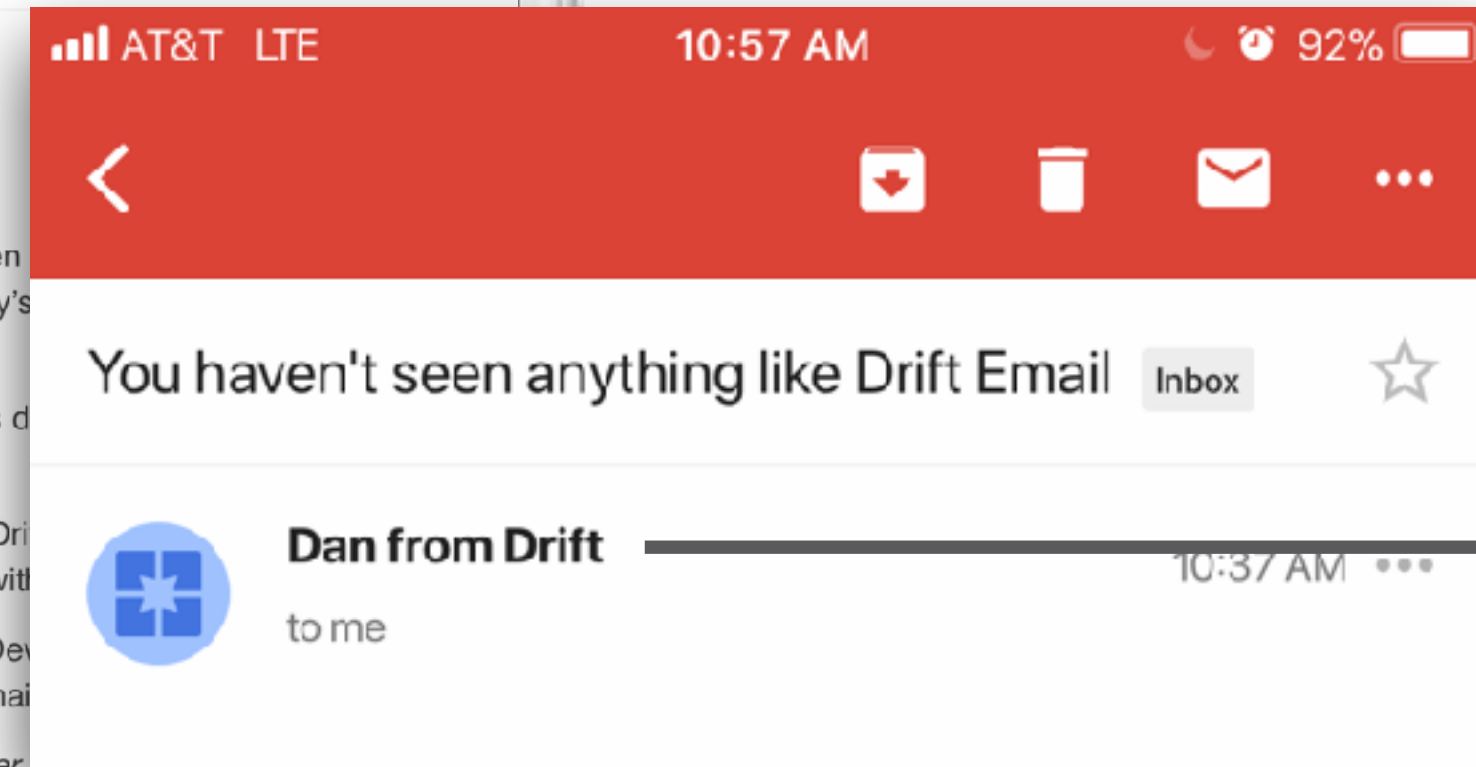 AT&T LTE 10:57 AM 92%
You haven't seen anything like Drift Email Inbox
Dan from Drift
10:37 AM
to me